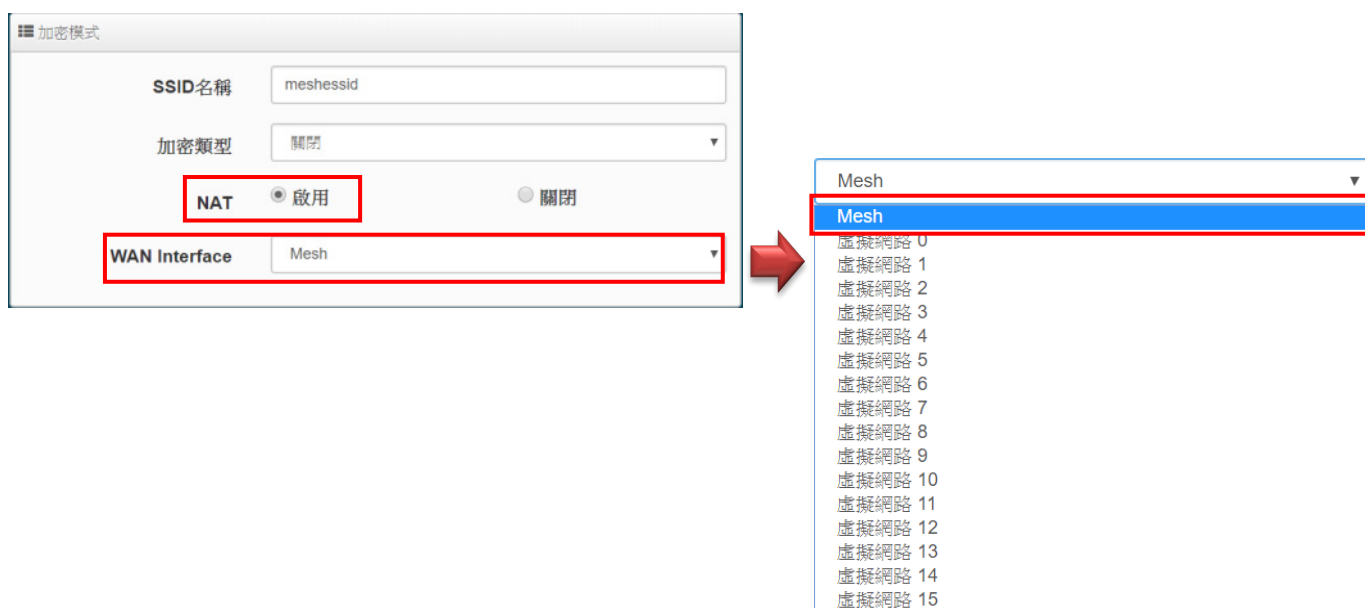 加密模式
SSID名稱 meshessid
加密類型 關閉
NAT 啟用 關閉
WAN Interface Mesh
Mesh
Mesh
虛擬網路 0
虛擬網路 1
虛擬網路 2
虛擬網路 3
虛擬網路 4
虛擬網路 5
虛擬網路 6
虛擬網路 7
虛擬網路 8
虛擬網路 9
虛擬網路 10
虛擬網路 11
虛擬網路 12
虛擬網路 13
虛擬網路 14
虛擬網路 15